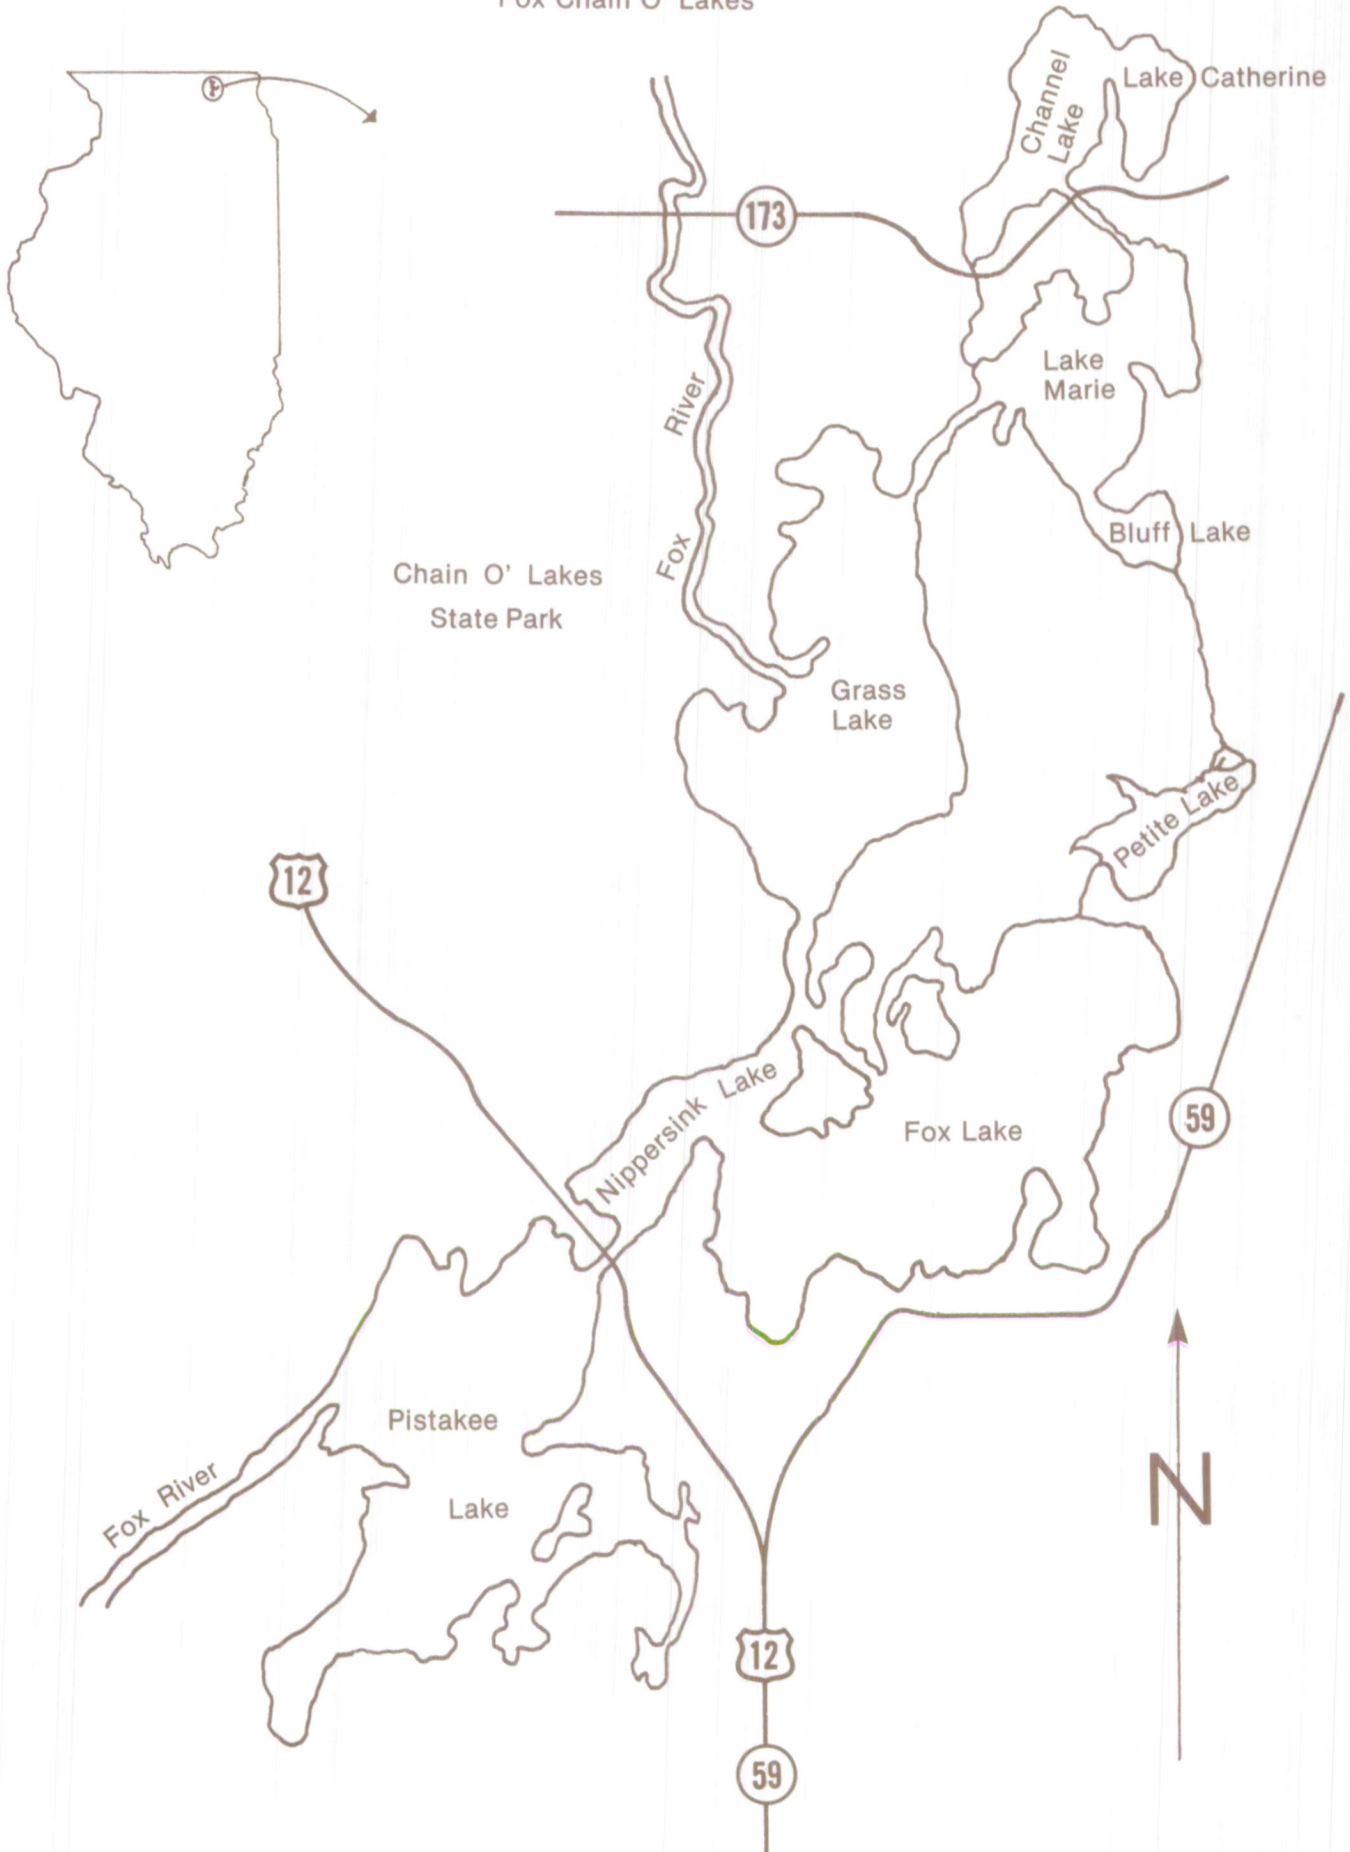 Fox Chain O' Lakes
Lake Catherine
Channel
Lake
173
Lake
Marie
River
Fox
Bluff Lake
Chain O' Lakes
State Park
Grass
Lake
Petite Lake
12
Nippersink Lake
59
Fox Lake
Pistakee
Lake
Fox River
N
12
59